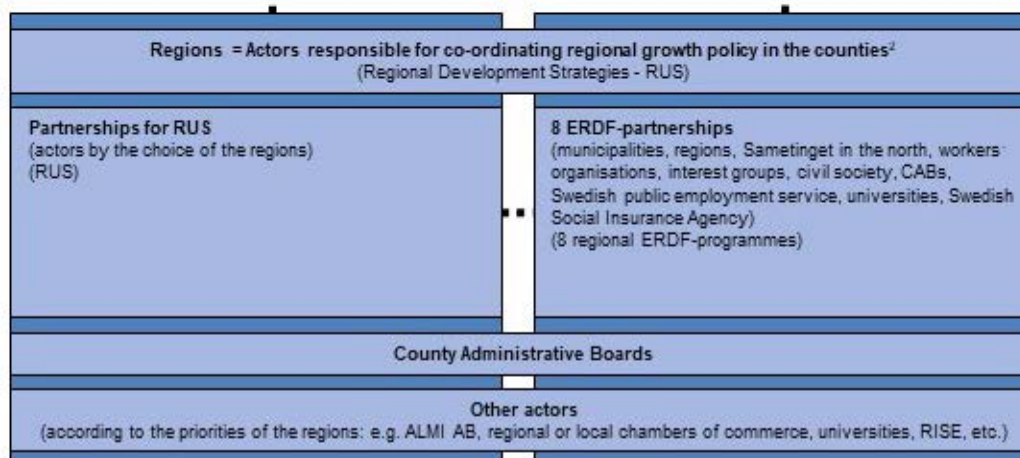 Regions = Actors responsible for co-ordinating regional growth policy in the counties²
(Regional Development Strategies - RUS)
Partnerships for RUS
(actors by the choice of the regions)
(RUS)
8 ERDF-partnerships
(municipalities, regions, Sametinget in the north, workers'
organisations, interest groups, civil society, CABs,
Swedish public employment service, universities, Swedish
Social Insurance Agency)
(8 regional ERDF-programmes)
County Administrative Boards
Other actors
(according to the priorities of the regions: e.g. ALMI AB, regional or local chambers of commerce, universities, RISE, etc.)